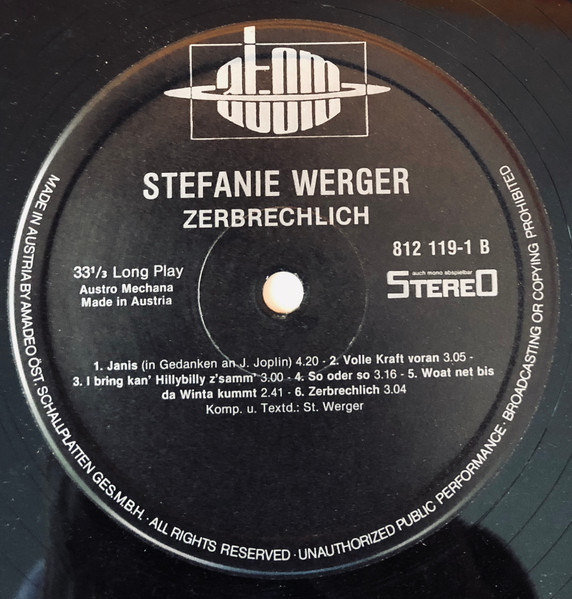 atom
STEFANIE WERGER
ZERBRECHLICH
812 119-1 B
33⅓ Long Play
Austro Mechana
Made in Austria
auch mono abspielbar
STEREO
1. Janis (in Gedanken an J. Joplin) 4.20 - 2. Volle Kraft voran 3.05 -
3. I bring kan' Hillybilly z'samm' 3.00 - 4. So oder so 3.16 - 5. Woat net bis
da Winta kummt 2.41 - 6. Zerbrechlich 3.04
Komp. u. Textd.: St. Werger
MADE IN AUSTRIA BY AMADEO ÖST. SCHALLPLATTEN GES.M.B.H. · ALL RIGHTS RESERVED · UNAUTHORIZED PUBLIC PERFORMANCE · BROADCASTING OR COPYING PROHIBITED